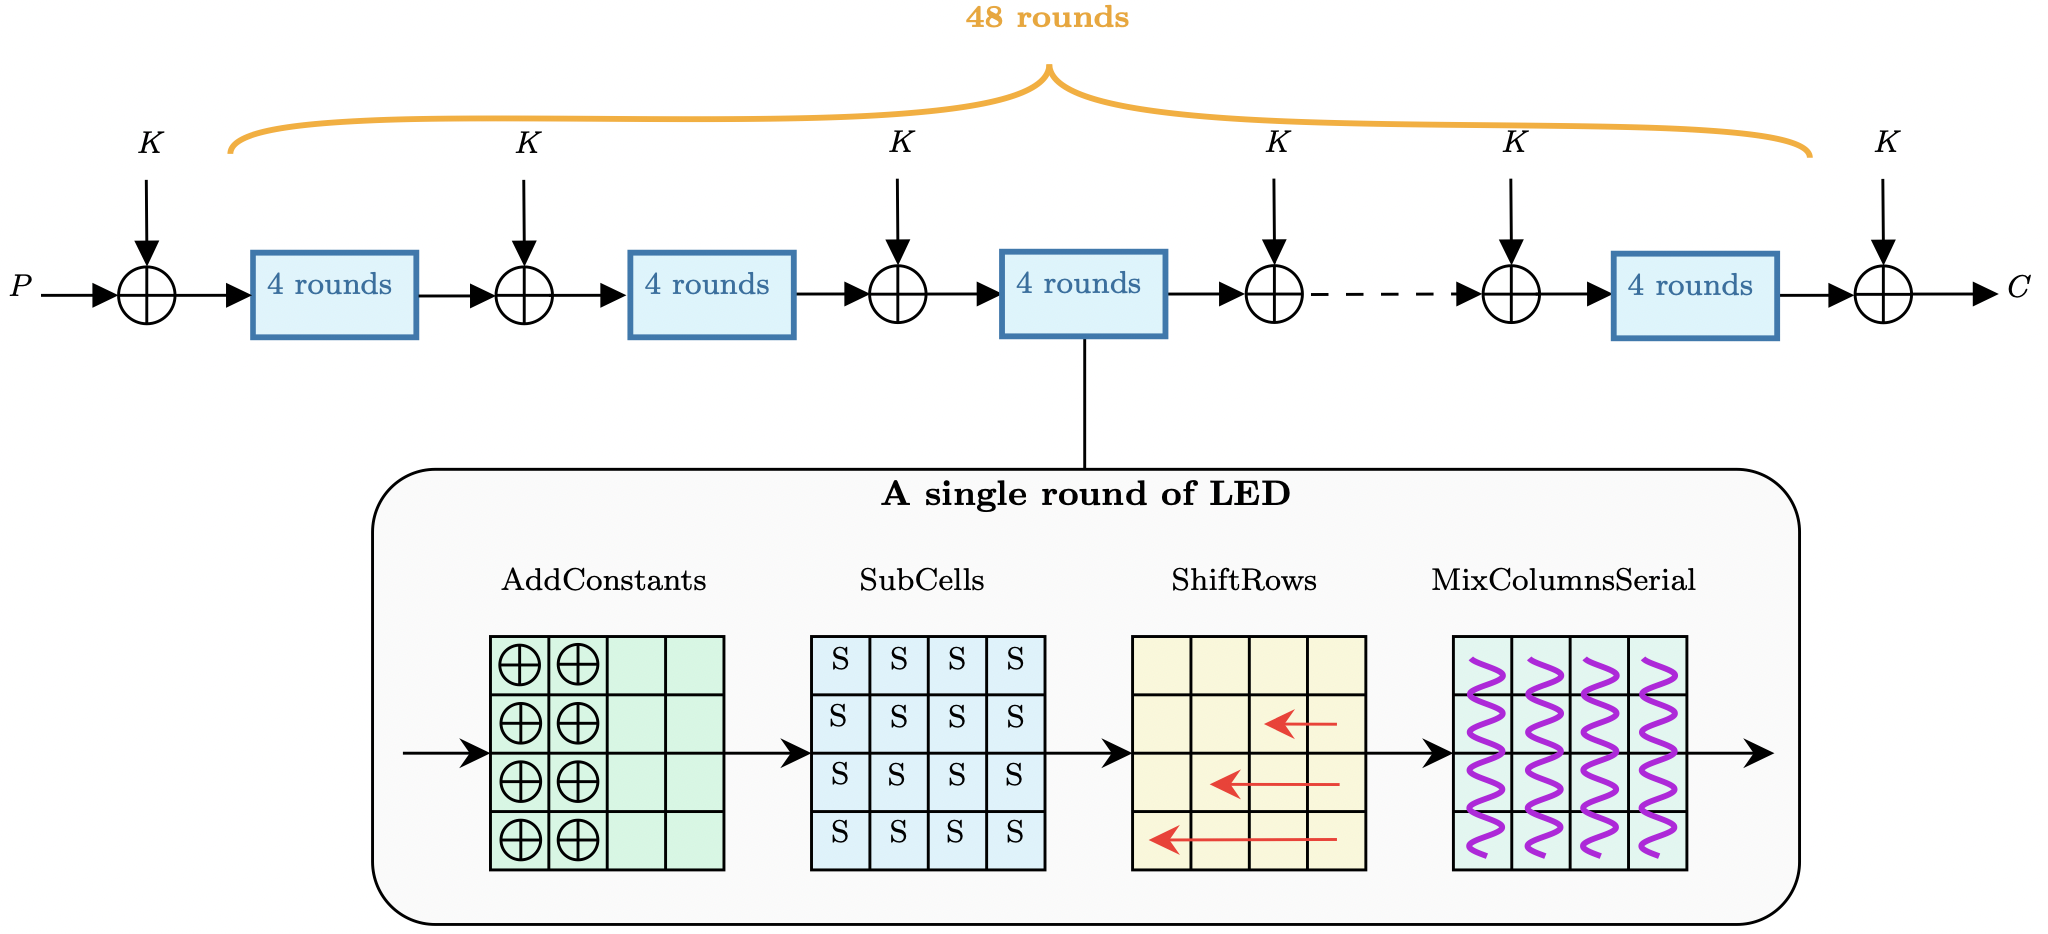 48 rounds
K K K K K K
P 4 rounds 4 rounds 4 rounds 4 rounds C
A single round of LED
AddConstants SubCells ShiftRows MixColumnsSerial
S S S S
S S S S
S S S S
S S S S